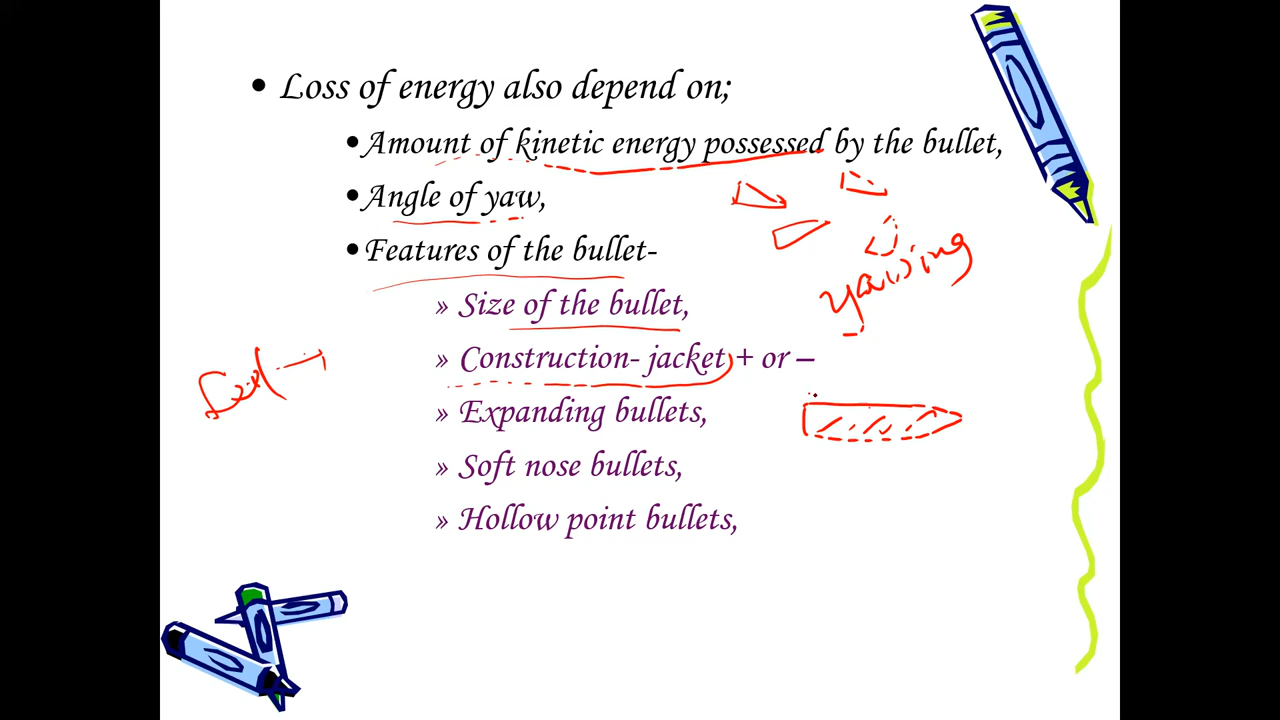 • Loss of energy also depend on;
• Amount of kinetic energy possessed by the bullet,
• Angle of yaw,
• Features of the bullet-
yawing
» Size of the bullet,
» Construction- jacket + or –
» Expanding bullets,
» Soft nose bullets,
» Hollow point bullets,